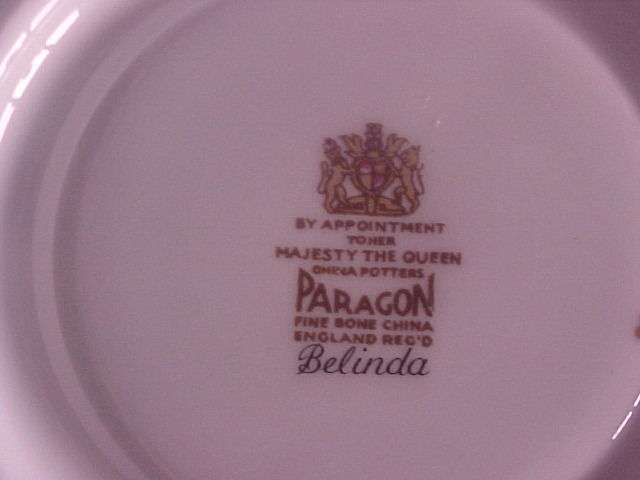 BY APPOINTMENT
TO HER
MAJESTY THE QUEEN
CHINA POTTERS
PARAGON
FINE BONE CHINA
ENGLAND REG'D
Belinda